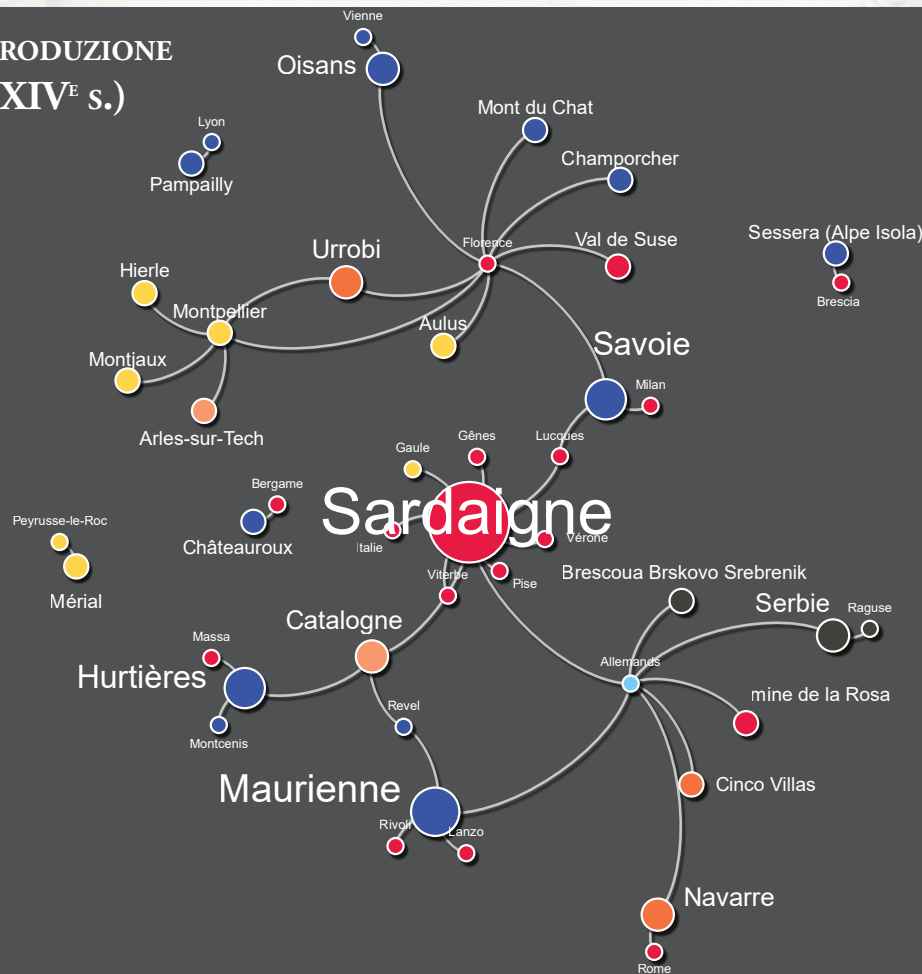 RODUZIONE
XIVE s.)
Vienne
Oisans
Mont du Chat
Lyon
Pampailly
Champorcher
Florence
Val de Suse
Sessera (Alpe Isola)
Brescia
Urrobi
Hierle
Montpellier
Aulus
Montjaux
Savoie
Milan
Arles-sur-Tech
Gaule
Gênes
Lucques
Bergame
Sardaigne
Châteauroux
Italie
Vérone
Peyrusse-le-Roc
Mérial
Viterbe
Pise
Brescoua Brskovo Srebrenik
Serbie
Raguse
Catalogne
Massa
Hurtières
Allemands
mine de la Rosa
Revel
Montcenis
Maurienne
Cinco Villas
Rivoli
Lanzo
Navarre
Rome